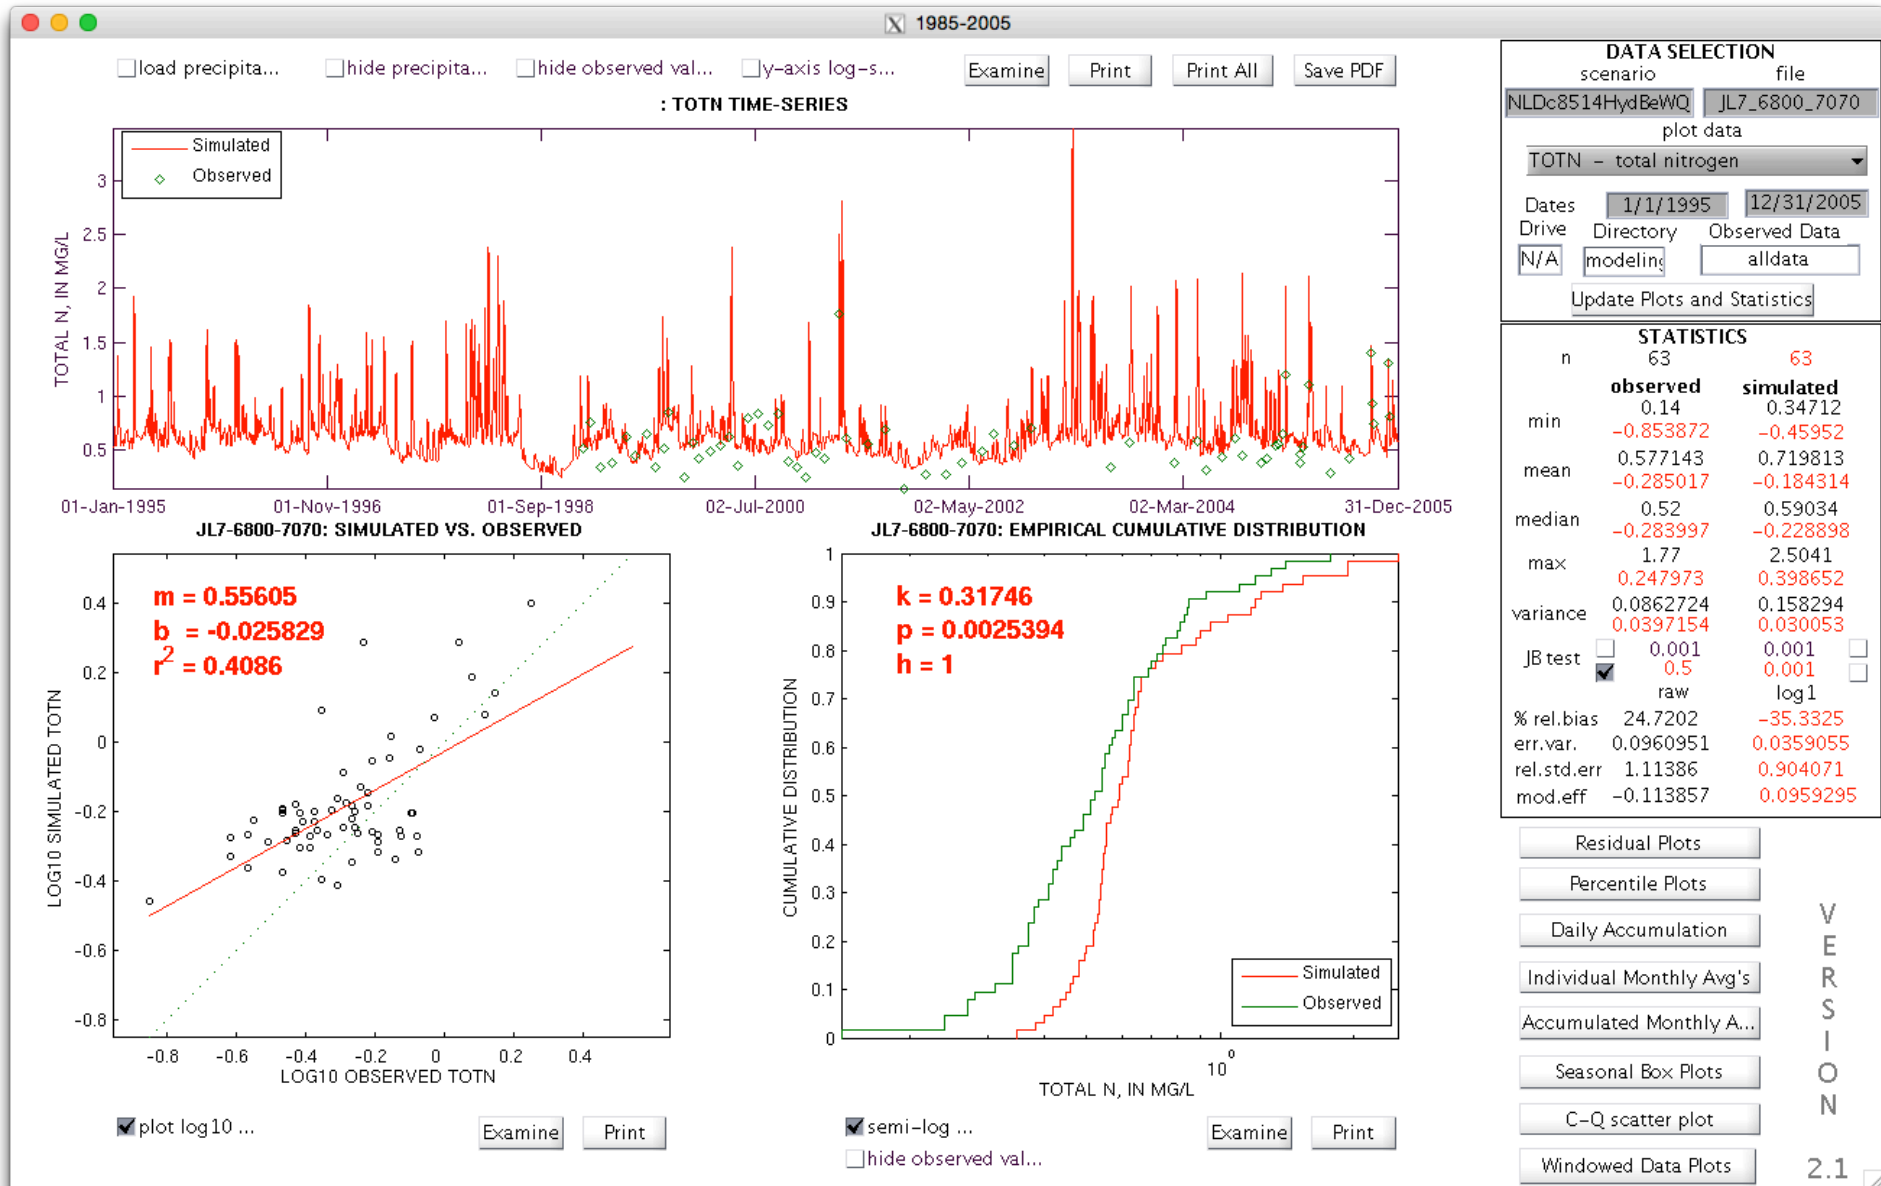 1985-2005
load precipita...
hide precipita...
hide observed val...
y-axis log-s...
Examine
Print
Print All
Save PDF
: TOTN TIME-SERIES
Simulated
Observed
TOTAL N, IN MG/L
3
2.5
2
1.5
1
0.5
01-Jan-1995
01-Nov-1996
01-Sep-1998
02-Jul-2000
02-May-2002
02-Mar-2004
31-Dec-2005
JL7-6800-7070: SIMULATED VS. OBSERVED
m = 0.55605
b = -0.025829
r² = 0.4086
LOG10 SIMULATED TOTN
0.4
0.2
0
-0.2
-0.4
-0.6
-0.8
-0.8
-0.6
-0.4
-0.2
0
0.2
0.4
LOG10 OBSERVED TOTN
plot log10 ...
Examine
Print
JL7-6800-7070: EMPIRICAL CUMULATIVE DISTRIBUTION
k = 0.31746
p = 0.0025394
h = 1
CUMULATIVE DISTRIBUTION
1
0.9
0.8
0.7
0.6
0.5
0.4
0.3
0.2
0.1
0
Simulated
Observed
10⁰
TOTAL N, IN MG/L
semi-log ...
hide observed val...
Examine
Print
DATA SELECTION
scenario file
NLDc8514HydBeWQ JL7_6800_7070
plot data
TOTN - total nitrogen
Dates 1/1/1995 12/31/2005
Drive Directory Observed Data
N/A modeling alldata
Update Plots and Statistics
STATISTICS
n 63 63
observed simulated
min 0.14 0.34712
-0.853872 -0.45952
mean 0.577143 0.719813
-0.285017 -0.184314
median 0.52 0.59034
-0.283997 -0.228898
max 1.77 2.5041
0.247973 0.398652
variance 0.0862724 0.158294
0.0397154 0.030053
JB test 0.001 0.001
0.5 0.001
raw log1
% rel.bias 24.7202 -35.3325
err.var. 0.0960951 0.0359055
rel.std.err 1.11386 0.904071
mod.eff -0.113857 0.0959295
Residual Plots
Percentile Plots
Daily Accumulation
Individual Monthly Avg's
Accumulated Monthly A...
Seasonal Box Plots
C-Q scatter plot
Windowed Data Plots
VERSION
2.1